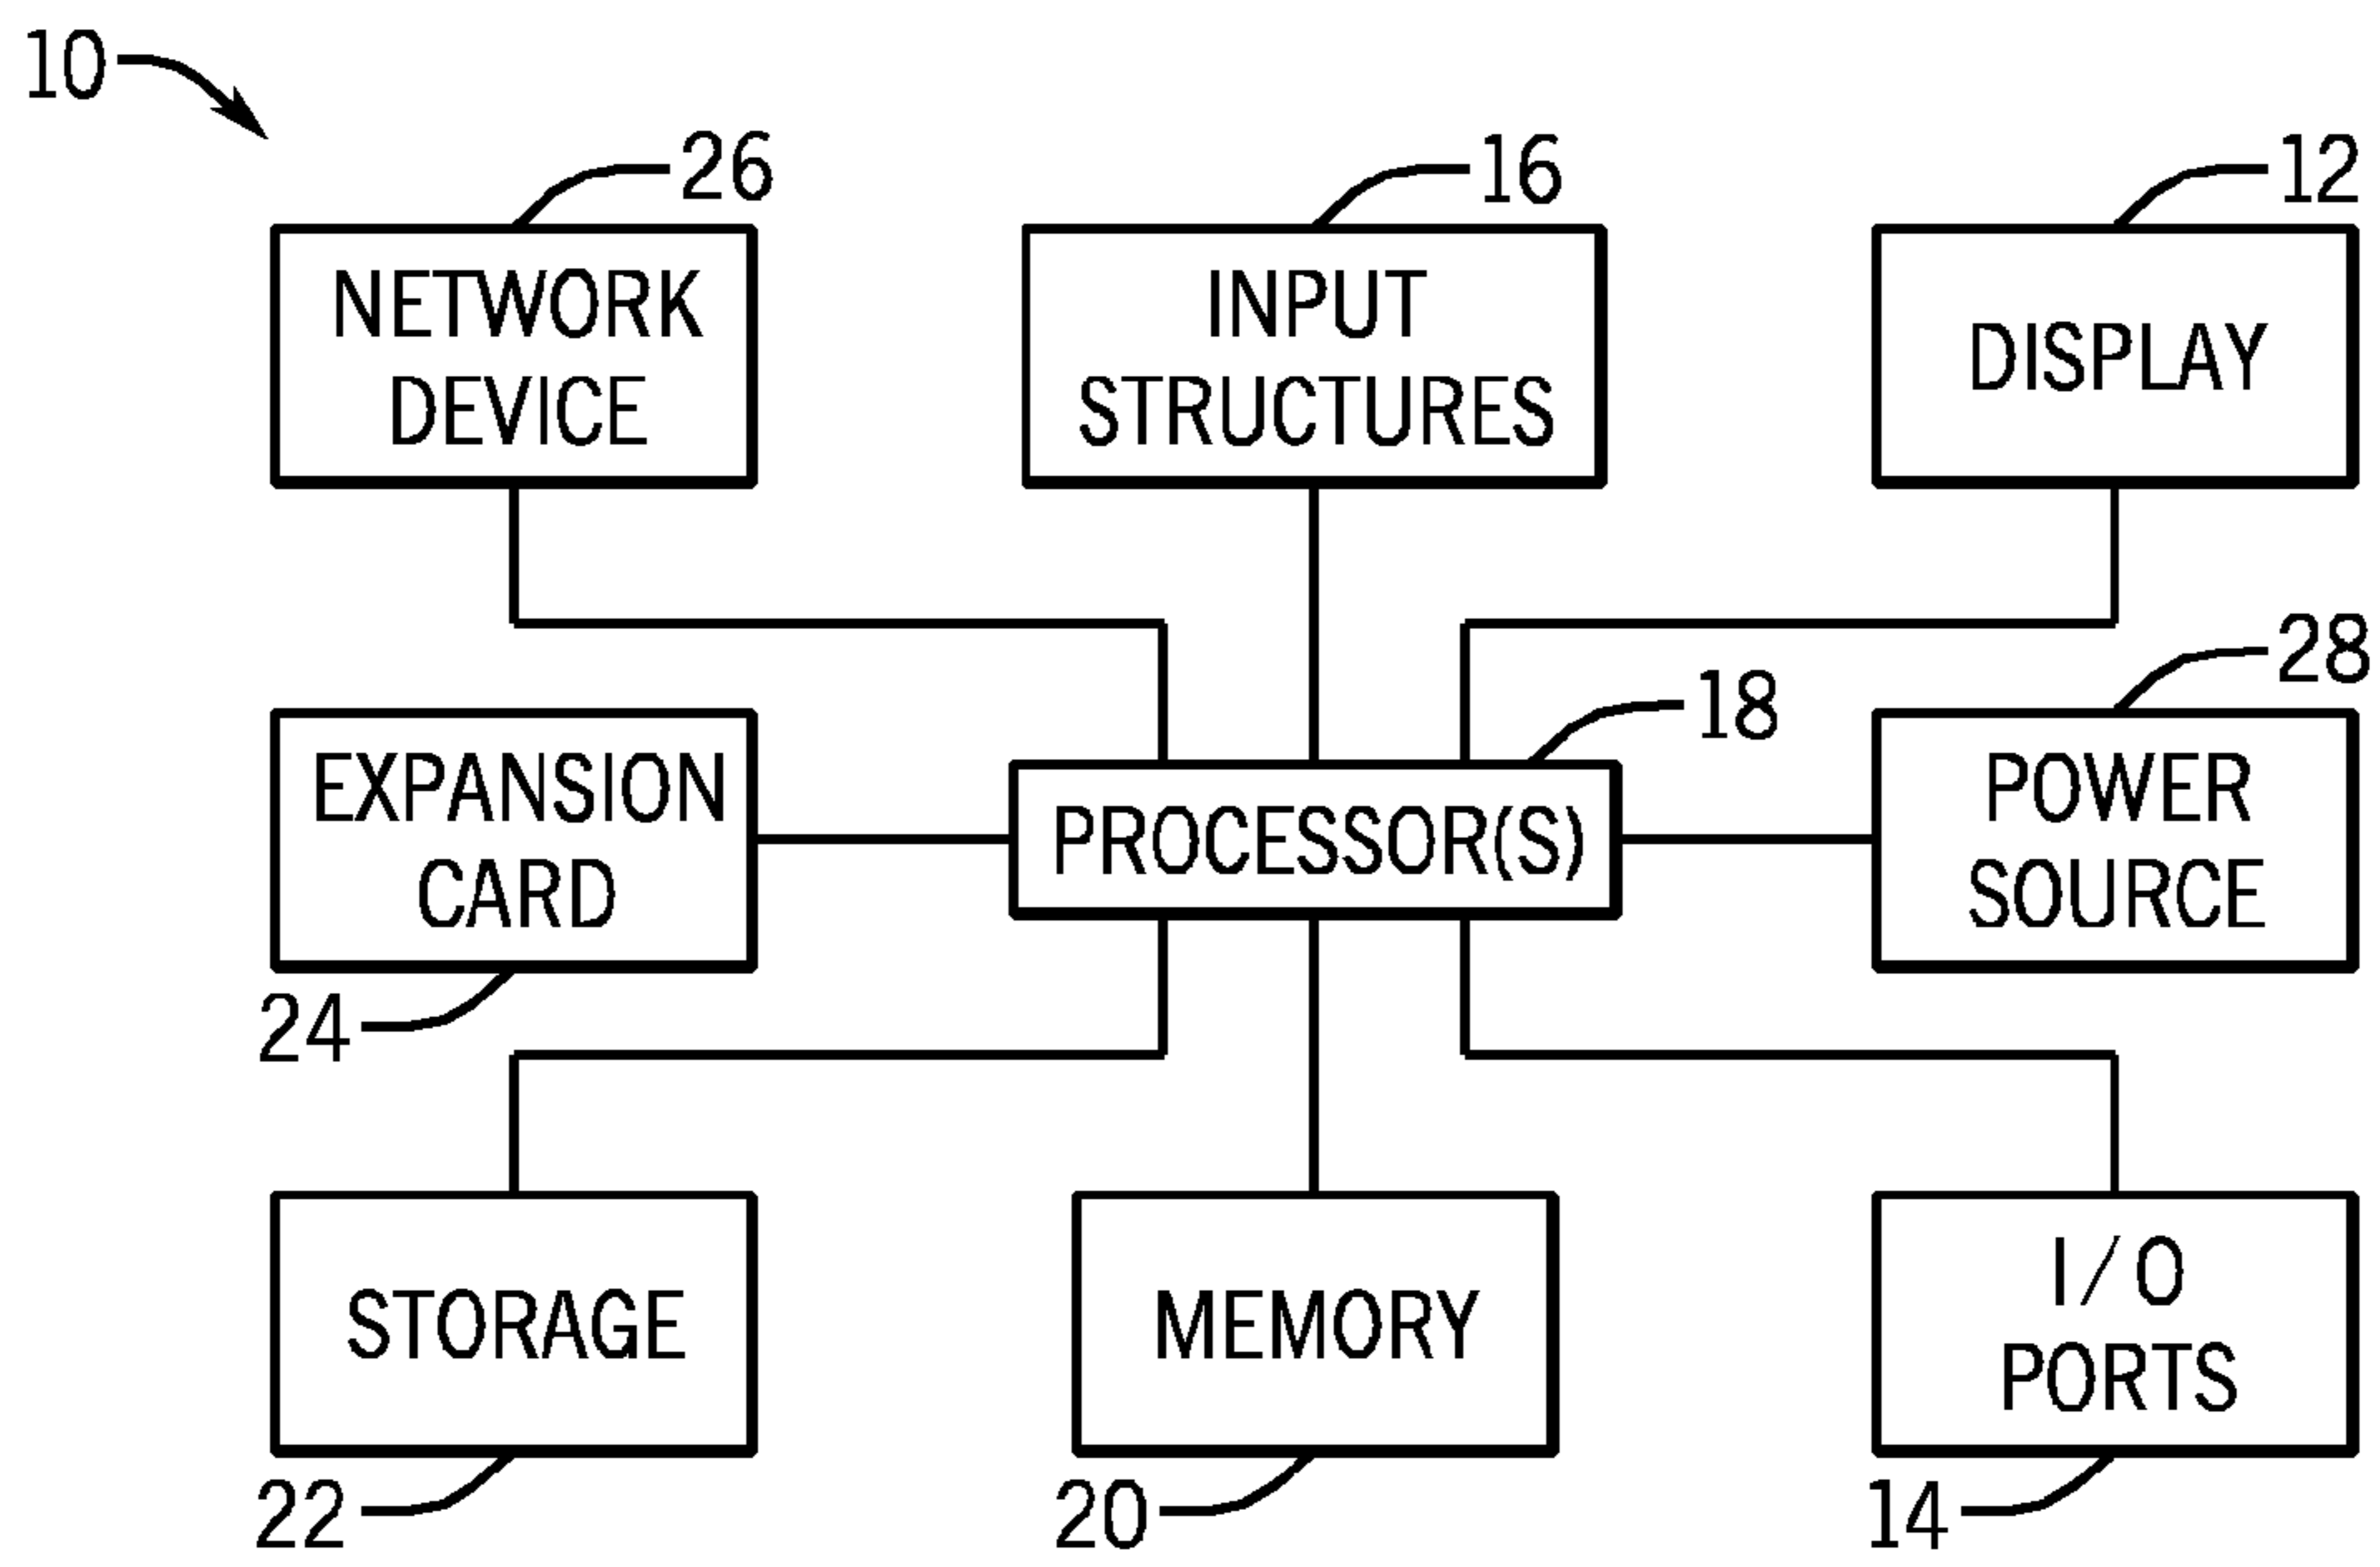 10
26
16
12
NETWORK
DEVICE
INPUT
STRUCTURES
DISPLAY
28
18
EXPANSION
CARD
PROCESSOR(S)
POWER
SOURCE
24
STORAGE
MEMORY
I/O
PORTS
22
20
14